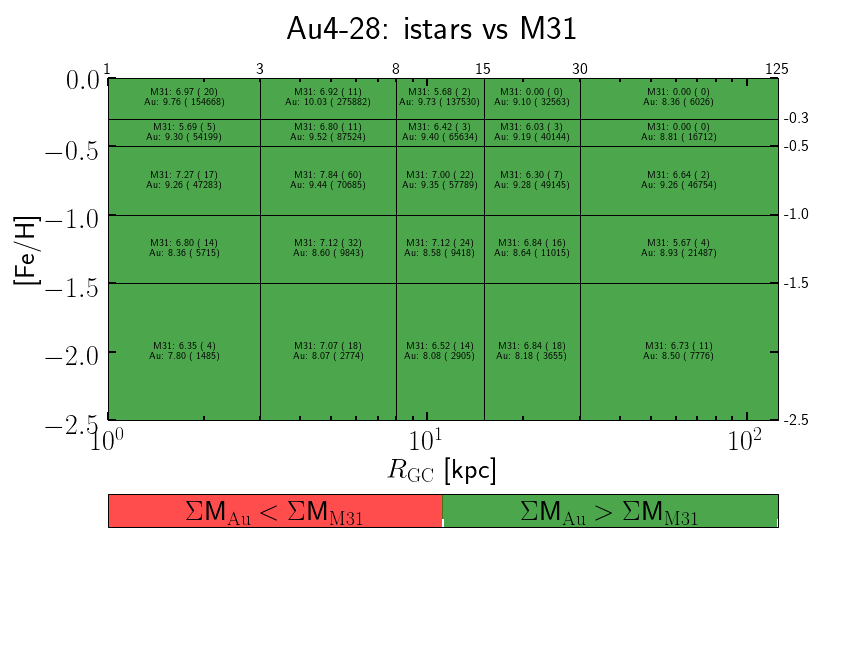 Au4-28: istars vs M31
1 3 8 15 30 125
0.0
M31: 6.97 ( 20) M31: 6.92 ( 11) M31: 5.68 ( 2) M31: 0.00 ( 0) M31: 0.00 ( 0)
Au: 9.76 ( 154668) Au: 10.03 ( 275882) Au: 9.73 ( 137530) Au: 9.10 ( 32563) Au: 8.36 ( 6026)
-0.3
M31: 5.69 ( 5) M31: 6.80 ( 11) M31: 6.42 ( 3) M31: 6.03 ( 3) M31: 0.00 ( 0)
Au: 9.30 ( 54199) Au: 9.52 ( 87524) Au: 9.40 ( 65634) Au: 9.19 ( 40144) Au: 8.81 ( 16712)
−0.5 -0.5
M31: 7.27 ( 17) M31: 7.84 ( 60) M31: 7.00 ( 22) M31: 6.30 ( 7) M31: 6.64 ( 2)
Au: 9.26 ( 47283) Au: 9.44 ( 70685) Au: 9.35 ( 57789) Au: 9.28 ( 49145) Au: 9.26 ( 46754)
−1.0 -1.0
[Fe/H]
M31: 6.80 ( 14) M31: 7.12 ( 32) M31: 7.12 ( 24) M31: 6.84 ( 16) M31: 5.67 ( 4)
Au: 8.36 ( 5715) Au: 8.60 ( 9843) Au: 8.58 ( 9418) Au: 8.64 ( 11015) Au: 8.93 ( 21487)
−1.5 -1.5
M31: 6.35 ( 4) M31: 7.07 ( 18) M31: 6.52 ( 14) M31: 6.84 ( 18) M31: 6.73 ( 11)
Au: 7.80 ( 1485) Au: 8.07 ( 2774) Au: 8.08 ( 2905) Au: 8.18 ( 3655) Au: 8.50 ( 7776)
−2.0
−2.5 -2.5
10^0 10^1 10^2
R_GC [kpc]
ΣM_Au < ΣM_M31 ΣM_Au > ΣM_M31